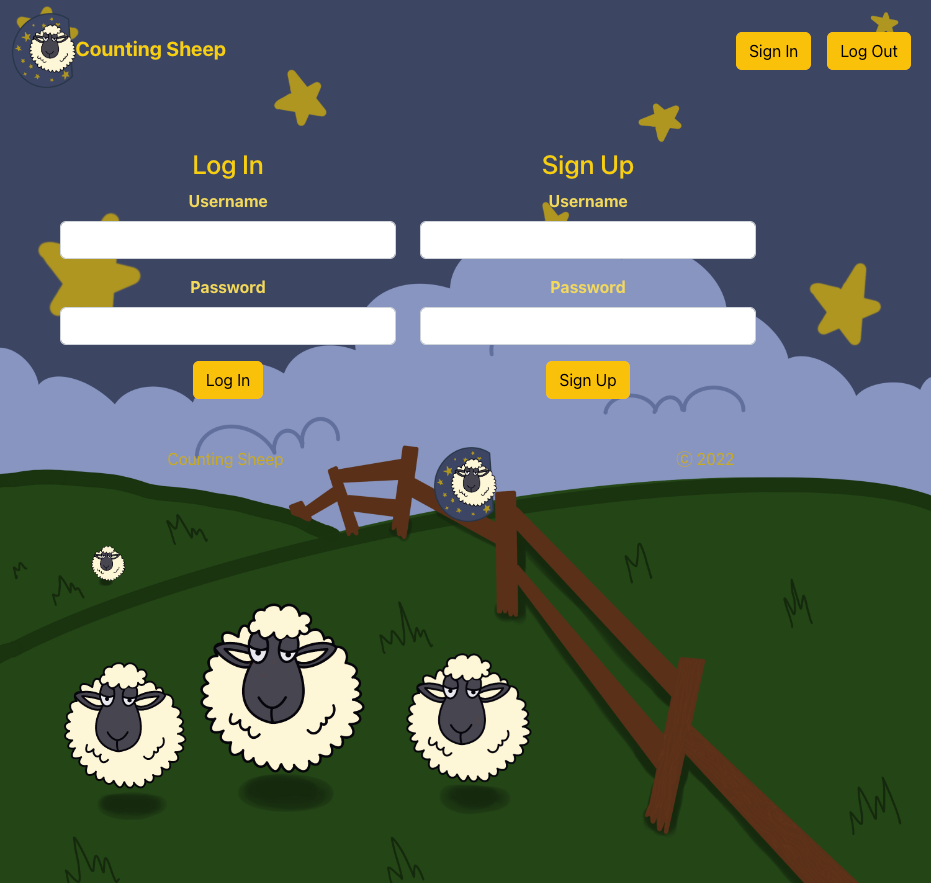 Counting Sheep
Sign In
Log Out
Log In
Username
Password
Log In
Sign Up
Username
Password
Sign Up
Counting Sheep
© 2022